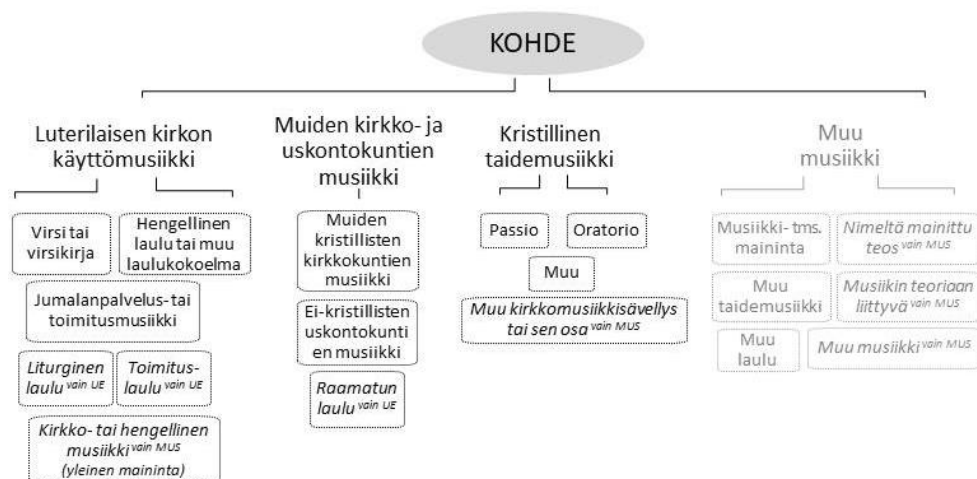 KOHDE
Luterilaisen kirkon
käyttömusiikki
Virsi tai
virsikirja
Hengellinen
laulu tai muu
laulukokoelma
Jumalanpalvelus- tai
toimitusmusiikki
Liturginen
laulu vain UE
Toimitus-
laulu vain UE
Kirkko- tai hengellinen
musiikki vain MUS
(yleinen maininta)
Muiden kirkko- ja
uskontokuntien
musiikki
Muiden
kristillisten
kirkkokuntien
musiikki
Ei-kristillisten
uskontokunti
en musiikki
Raamatun
laulu vain UE
Kristillinen
taidemusiikki
Passio
Oratorio
Muu
Muu kirkkomusiikkisävellys
tai sen osa vain MUS
Muu
musiikki
Musiikki- tms.
maininta
Nimeltä mainittu
teos vain MUS
Muu
taidemusiikki
Musiikin teoriaan
liittyvä vain MUS
Muu
laulu
Muu musiikki vain MUS